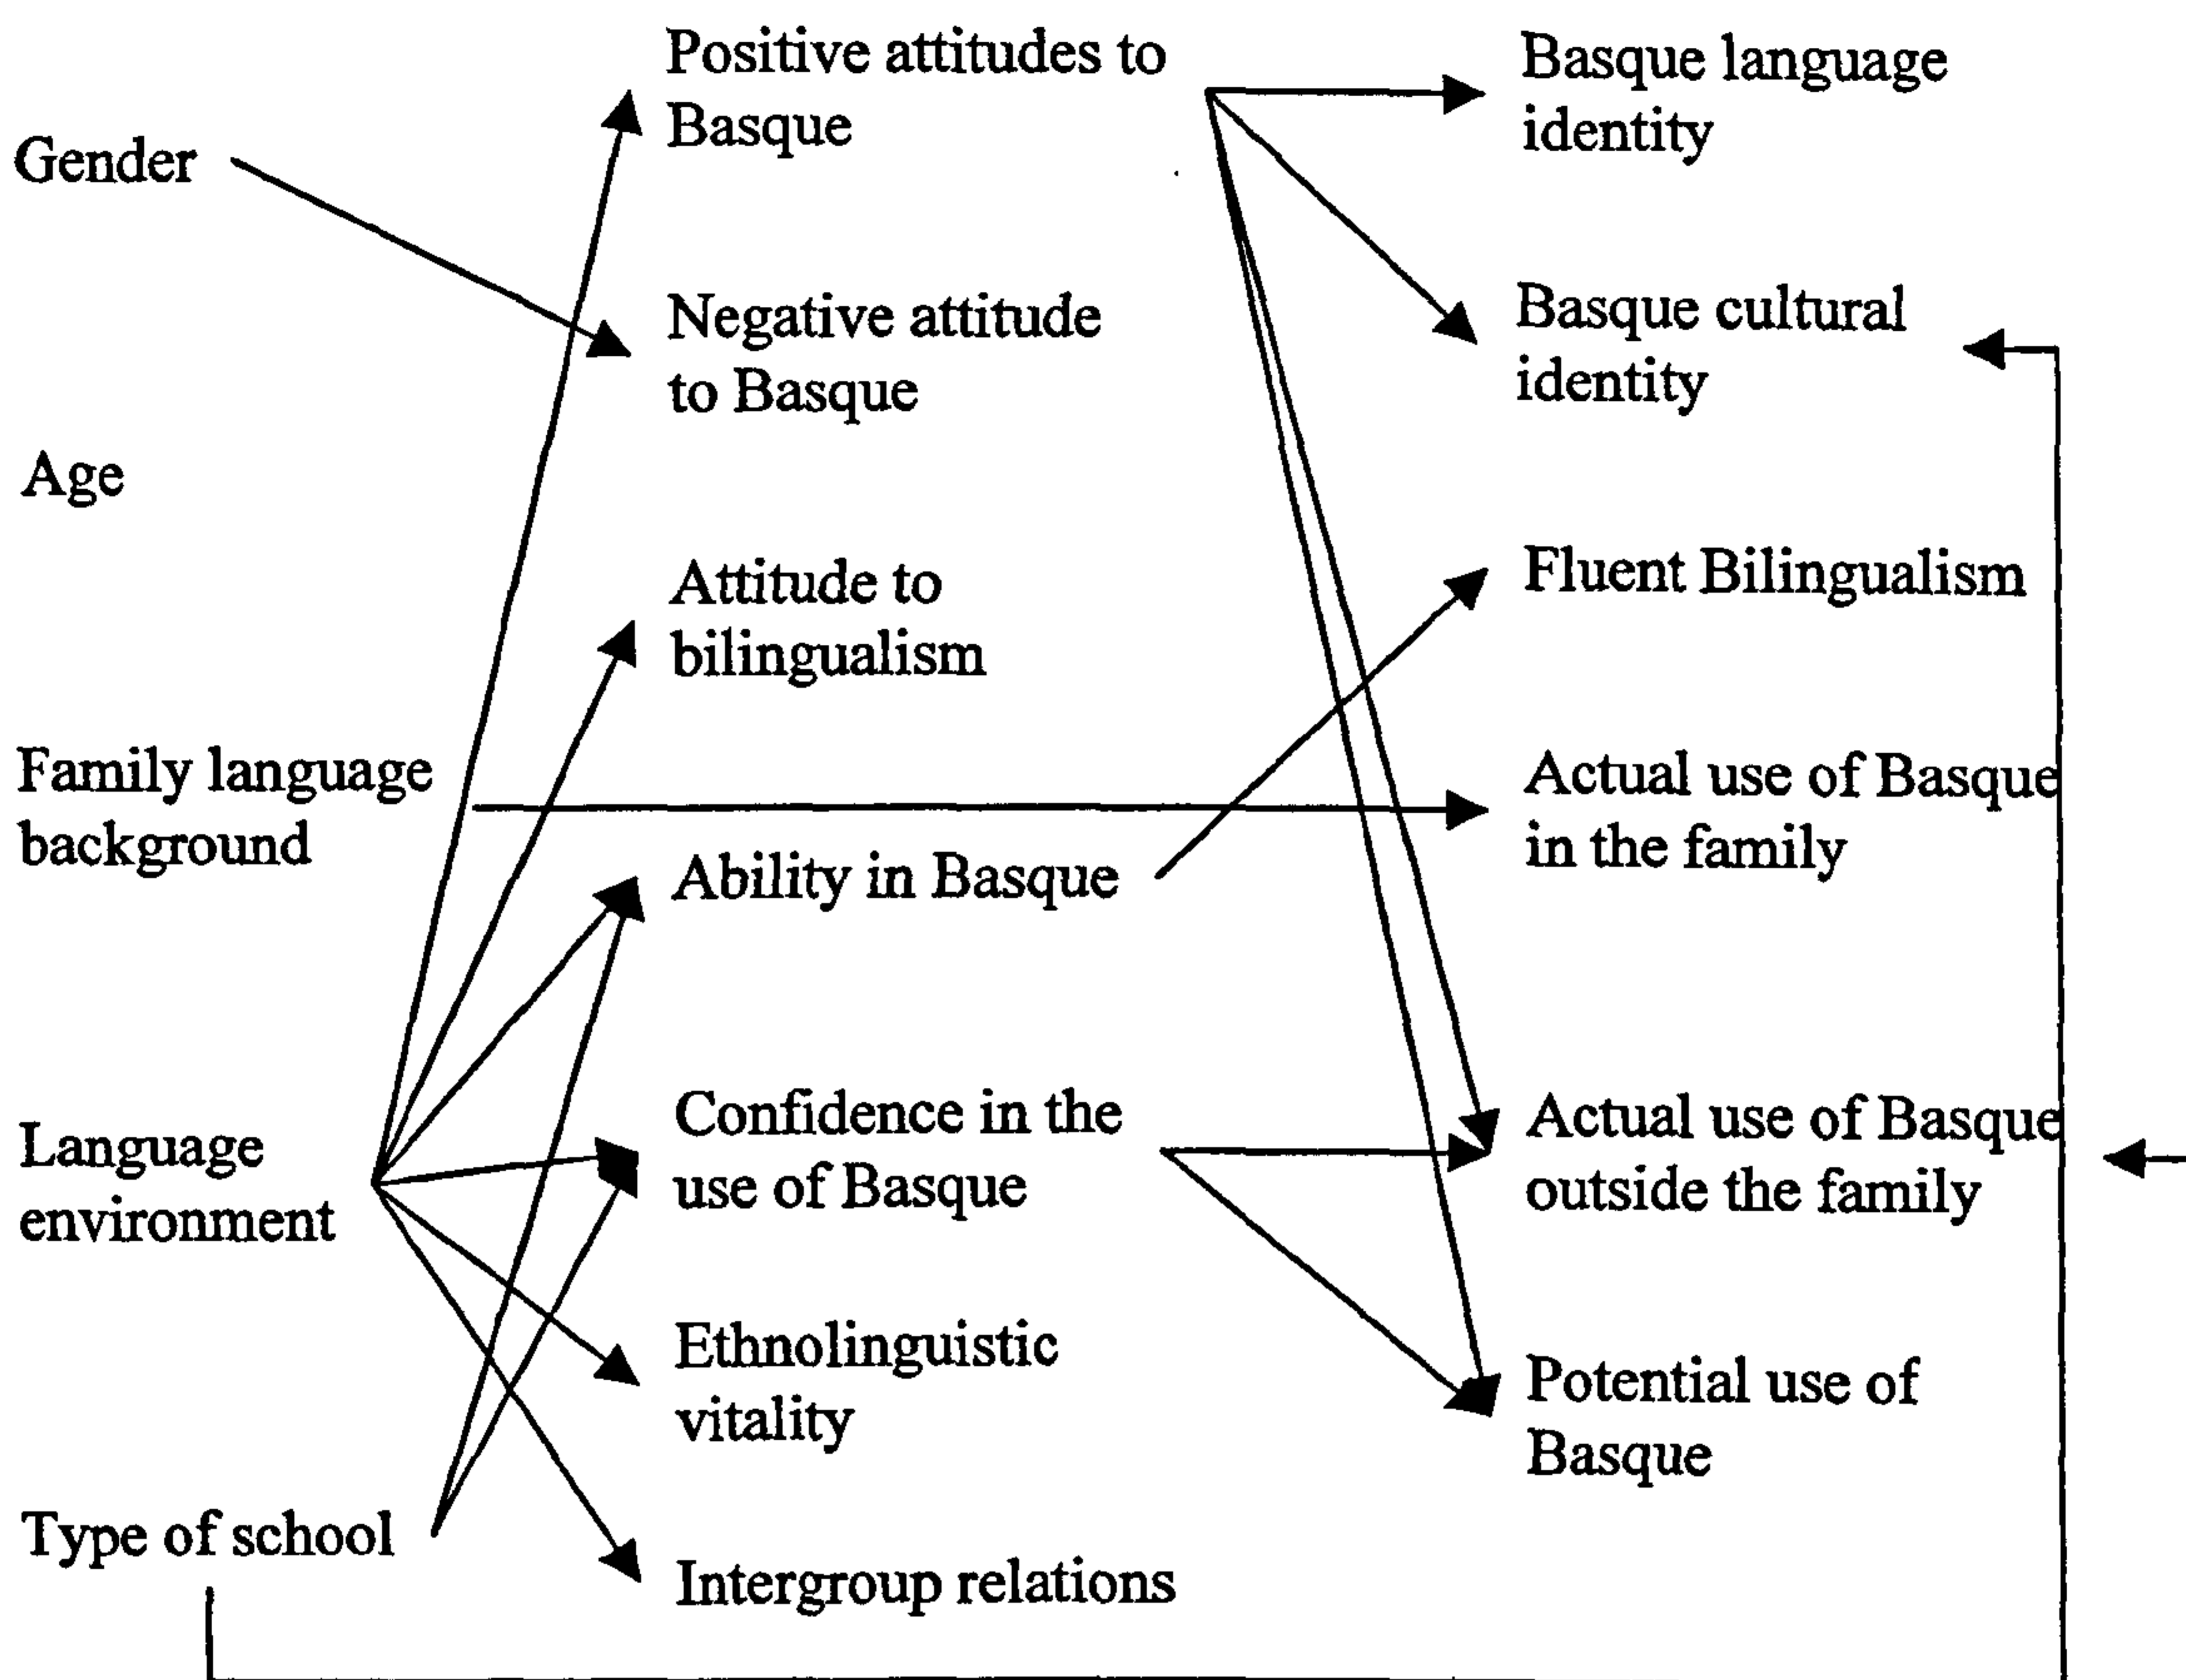 Gender
Age
Family language
background
Language
environment
Type of school
Positive attitudes to
Basque
Negative attitude
to Basque
Attitude to
bilingualism
Ability in Basque
Confidence in the
use of Basque
Ethnolinguistic
vitality
Intergroup relations
Basque language
identity
Basque cultural
identity
Fluent Bilingualism
Actual use of Basque
in the family
Actual use of Basque
outside the family
Potential use of
Basque